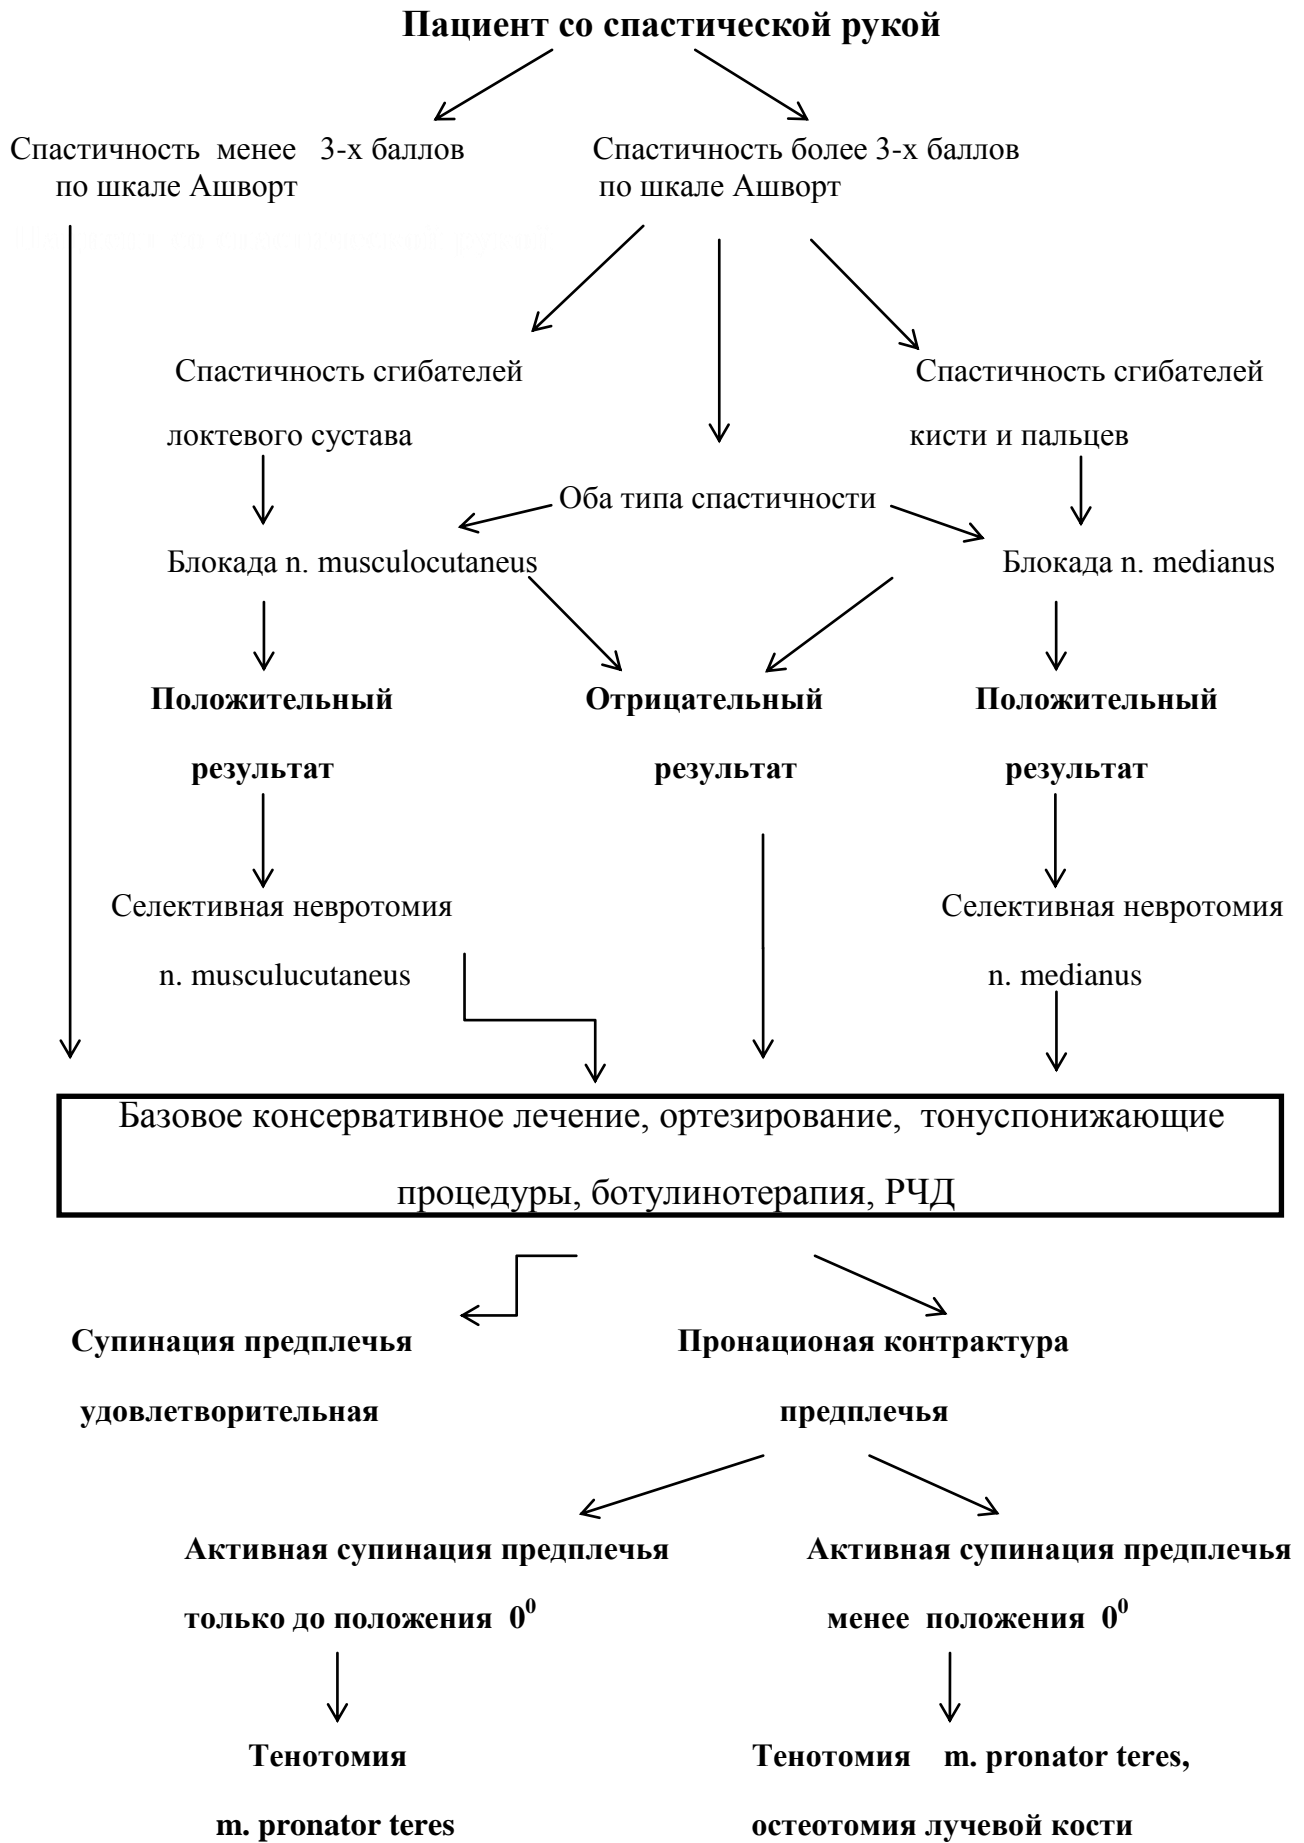 Пациент со спастической рукой
Спастичность менее 3-х баллов
по шкале Ашворт
Спастичность более 3-х баллов
по шкале Ашворт
Спастичность сгибателей
локтевого сустава
Спастичность сгибателей
кисти и пальцев
Оба типа спастичности
Блокада n. musculocutaneus
Блокада n. medianus
Положительный
результат
Отрицательный
результат
Положительный
результат
Селективная невротомия
n. musculucutaneus
Селективная невротомия
n. medianus
Базовое консервативное лечение, ортезирование, тонуспонижающие
процедуры, ботулинотерапия, РЧД
Супинация предплечья
удовлетворительная
Пронационая контрактура
предплечья
Активная супинация предплечья
только до положения 0⁰
Активная супинация предплечья
менее положения 0⁰
Тенотомия
m. pronator teres
Тенотомия m. pronator teres,
остеотомия лучевой кости